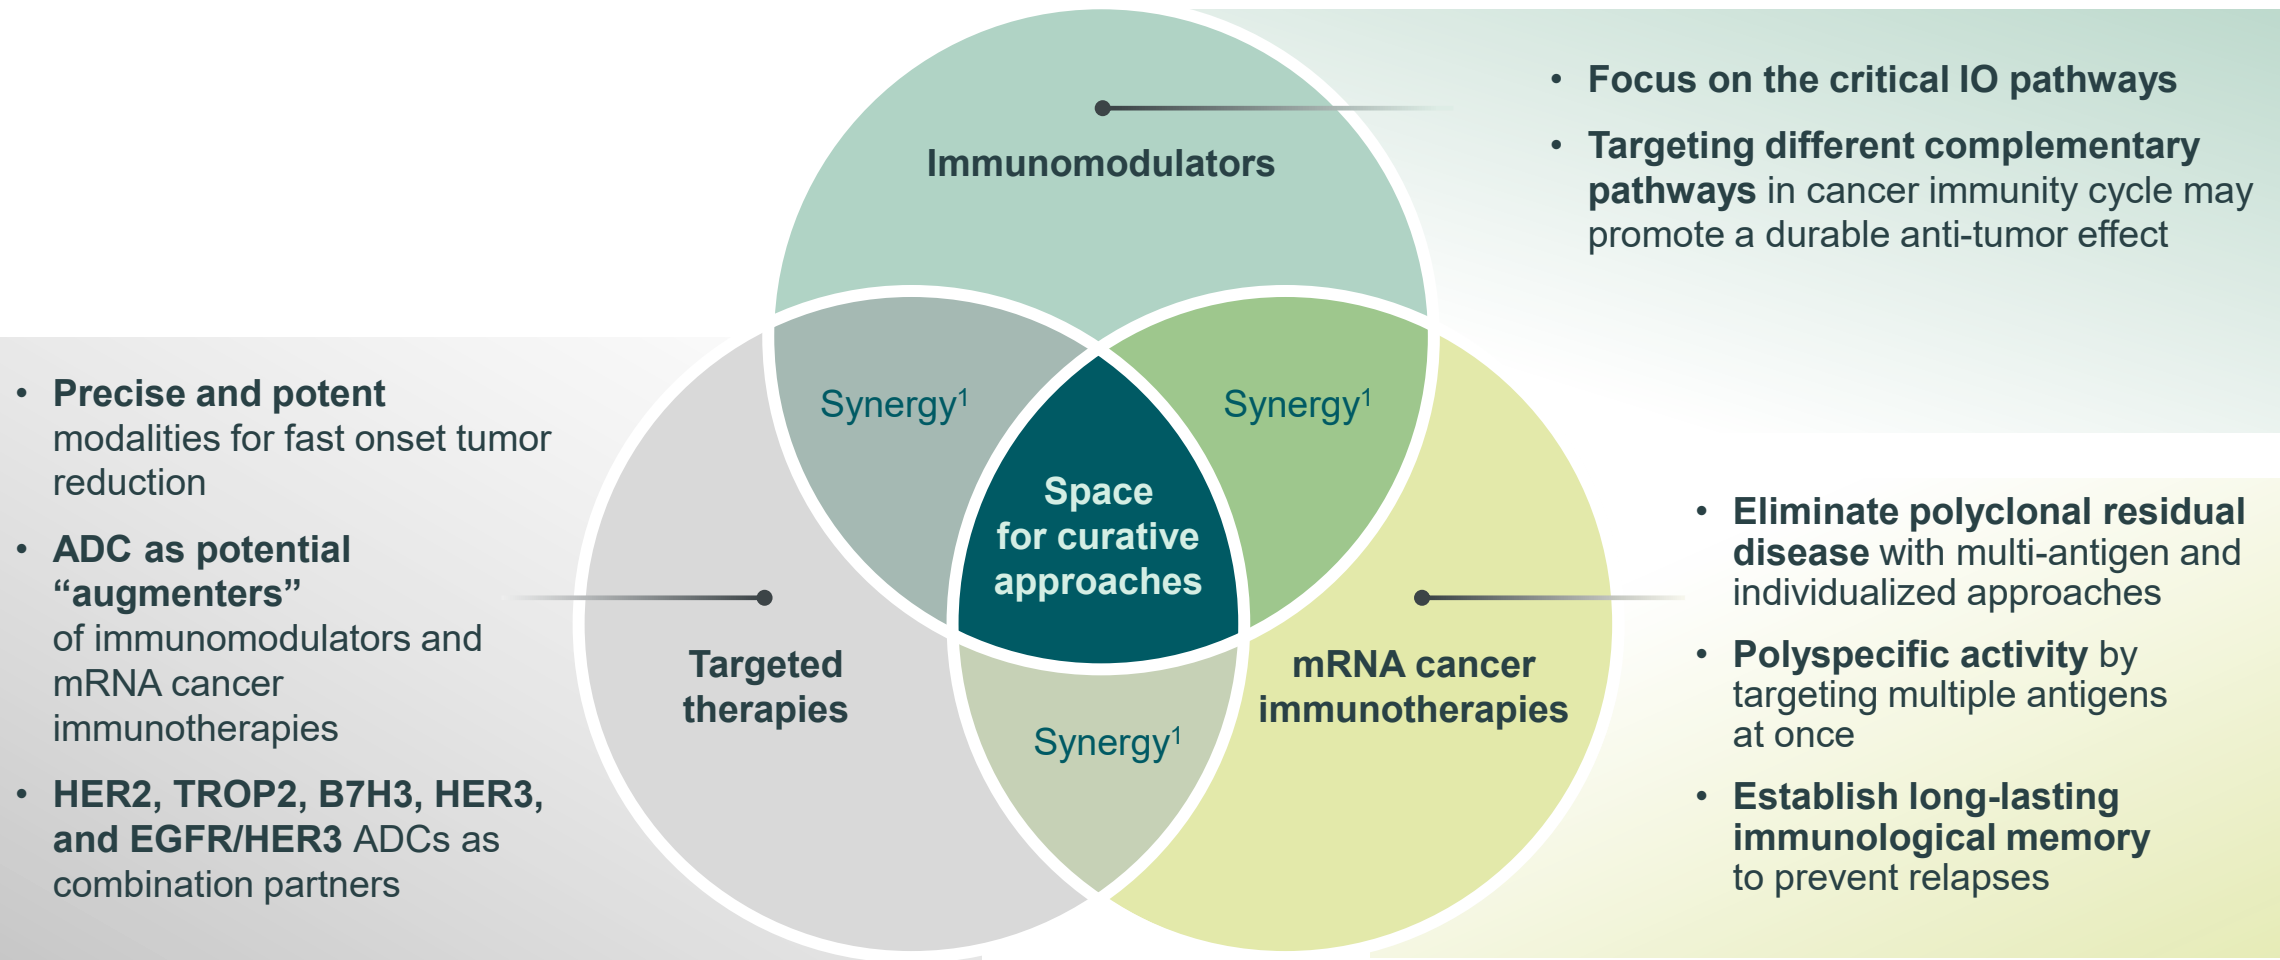 Immunomodulators
• Focus on the critical IO pathways
• Targeting different complementary
pathways in cancer immunity cycle may
promote a durable anti-tumor effect
• Precise and potent
modalities for fast onset tumor
reduction
• ADC as potential
“augmenters”
of immunomodulators and
mRNA cancer
immunotherapies
• HER2, TROP2, B7H3, HER3,
and EGFR/HER3 ADCs as
combination partners
Synergy¹
Synergy¹
Space
for curative
approaches
Targeted
therapies
mRNA cancer
immunotherapies
Synergy¹
• Eliminate polyclonal residual
disease with multi-antigen and
individualized approaches
• Polyspecific activity by
targeting multiple antigens
at once
• Establish long-lasting
immunological memory
to prevent relapses